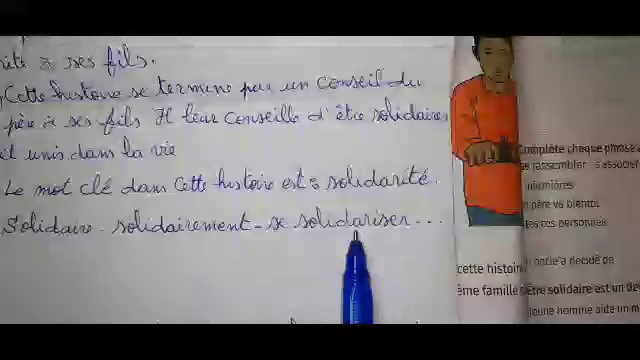 à ses fils.
Cette histoire se termine par un conseil du
père à ses fils Il leur conseille d'être solidaires
et unis dans la vie
Le mot clé dans cette histoire est : solidarité.
Solidaire - solidairement - se solidariser ...
Complète chaque phrase
se rassembler s'associer
lumières
père va bientôt
ces personnes
cette histoire
oncle a décidé de
ème famille
être solidaire est un de
jeune homme aide un m